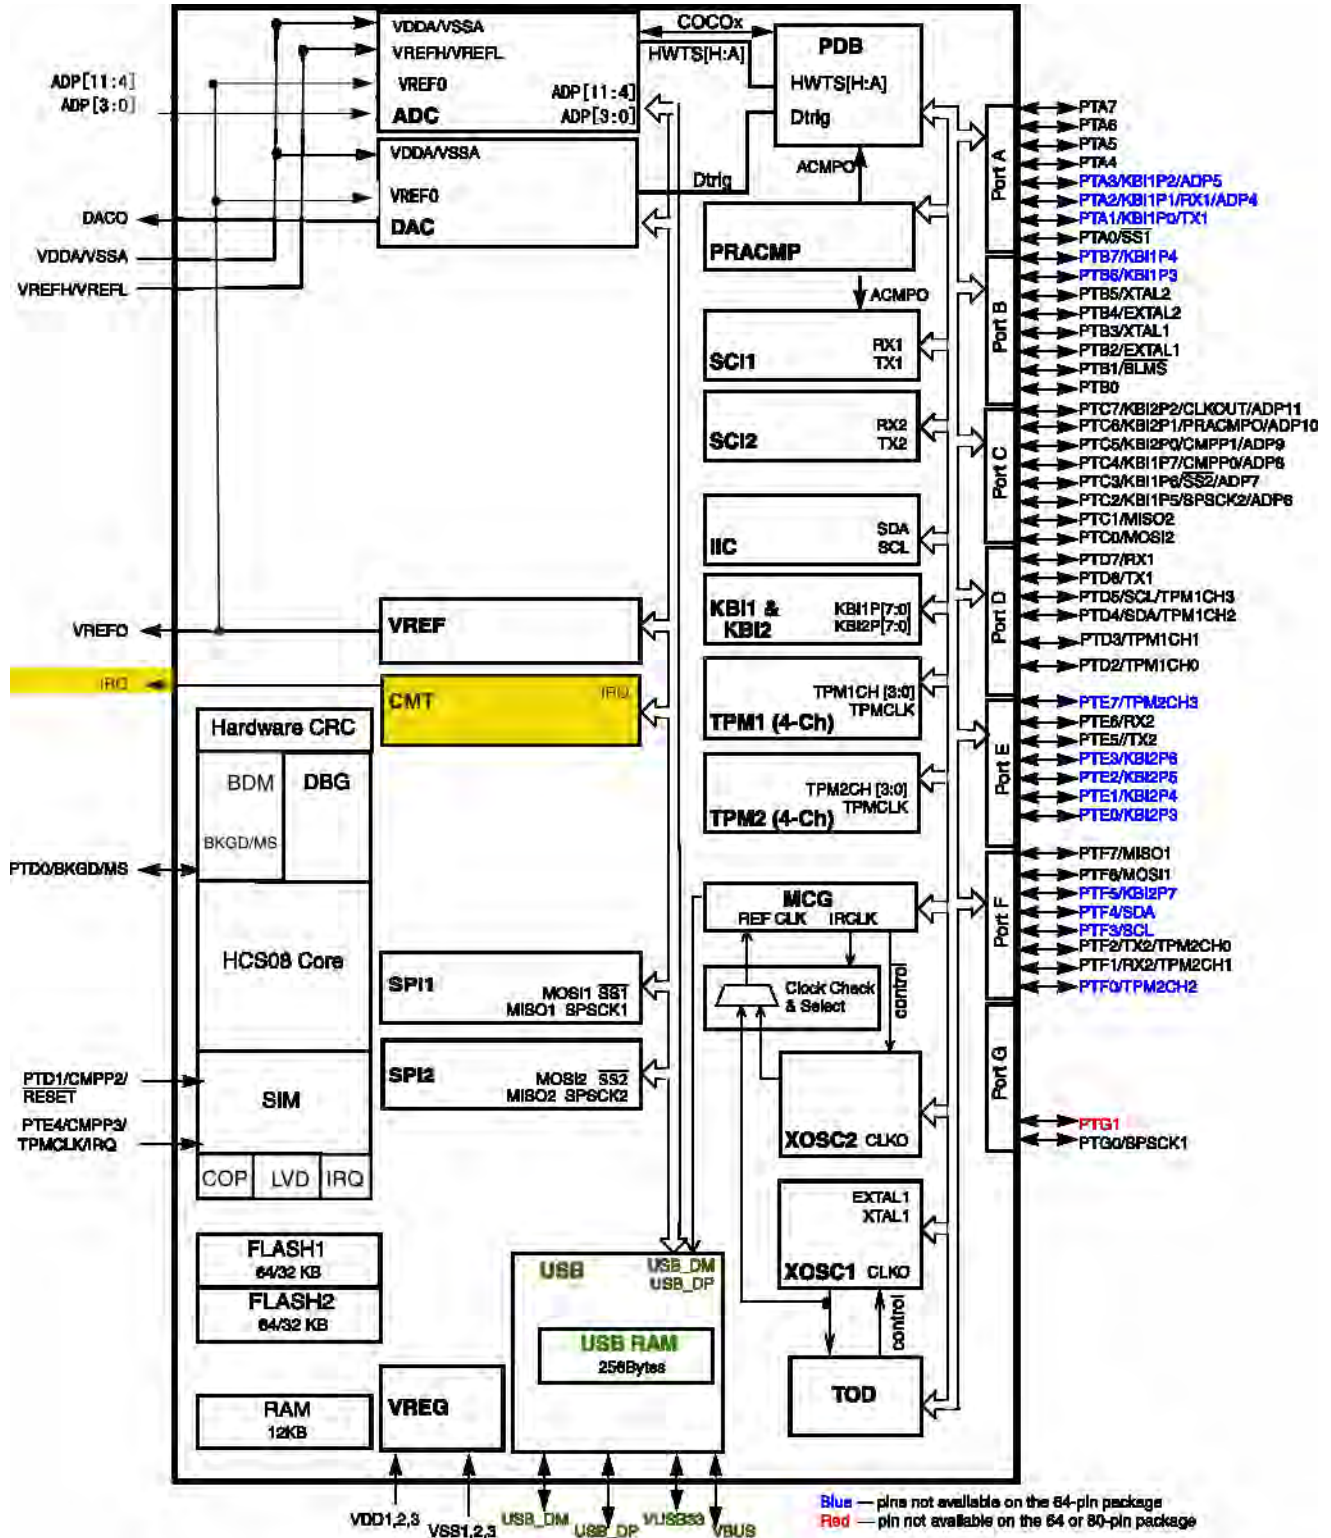 VDDA/VSSA
VREFH/VREFL
VREFO
ADP[11:4]
ADP[3:0]
ADC
ADP[11:4]
ADP[3:0]
COCOx
HWTS[H:A]
PDB
HWTS[H:A]
Dtrig
ACMPO
VDDA/VSSA
VREFO
DAC
Dtrig
DACO
VDDA/VSSA
VREFH/VREFL
PRACMP
ACMPO
SCI1
RX1
TX1
SCI2
RX2
TX2
IIC
SDA
SCL
KBI1 &
KBI2
KBI1P[7:0]
KBI2P[7:0]
TPM1CH [3:0]
TPMCLK
TPM1 (4-Ch)
TPM2CH [3:0]
TPMCLK
TPM2 (4-Ch)
VREFO
VREF
IRO
CMT
IRO
Hardware CRC
BDM
DBG
BKGD/MS
PTD0/BKGD/MS
HCS08 Core
SIM
PTD1/CMPP2/
RESET
PTE4/CMPP3/
TPMCLK/IRQ
COP
LVD
IRQ
SPI1
MOSI1 SS1
MISO1 SPSCK1
SPI2
MOSI2 SS2
MISO2 SPSCK2
MCG
REF CLK
IRCLK
Clock Check
& Select
control
XOSC2
CLKO
EXTAL1
XTAL1
XOSC1
CLKO
control
TOD
FLASH1
64/32 KB
FLASH2
64/32 KB
RAM
12KB
VREG
USB
USB_DM
USB_DP
USB RAM
256Bytes
VDD1,2,3
VSS1,2,3
USB_DM
USB_DP
VUSB33
VBUS
Port A
PTA7
PTA6
PTA5
PTA4
PTA3/KBI1P2/ADP5
PTA2/KBI1P1/RX1/ADP4
PTA1/KBI1P0/TX1
PTA0/SS1
Port B
PTB7/KBI1P4
PTB6/KBI1P3
PTB5/XTAL2
PTB4/EXTAL2
PTB3/XTAL1
PTB2/EXTAL1
PTB1/BLMS
PTB0
Port C
PTC7/KBI2P2/CLKOUT/ADP11
PTC6/KBI2P1/PRACMPO/ADP10
PTC5/KBI2P0/CMPP1/ADP9
PTC4/KBI1P7/CMPP0/ADP8
PTC3/KBI1P6/SS2/ADP7
PTC2/KBI1P5/SPSCK2/ADP6
PTC1/MISO2
PTC0/MOSI2
Port D
PTD7/RX1
PTD6/TX1
PTD5/SCL/TPM1CH3
PTD4/SDA/TPM1CH2
PTD3/TPM1CH1
PTD2/TPM1CH0
Port E
PTE7/TPM2CH3
PTE6/RX2
PTE5//TX2
PTE3/KBI2P6
PTE2/KBI2P5
PTE1/KBI2P4
PTE0/KBI2P3
Port F
PTF7/MISO1
PTF6/MOSI1
PTF5/KBI2P7
PTF4/SDA
PTF3/SCL
PTF2/TX2/TPM2CH0
PTF1/RX2/TPM2CH1
PTF0/TPM2CH2
Port G
PTG1
PTG0/SPSCK1
Blue — pins not available on the 64-pin package
Red — pin not available on the 64 or 80-pin package